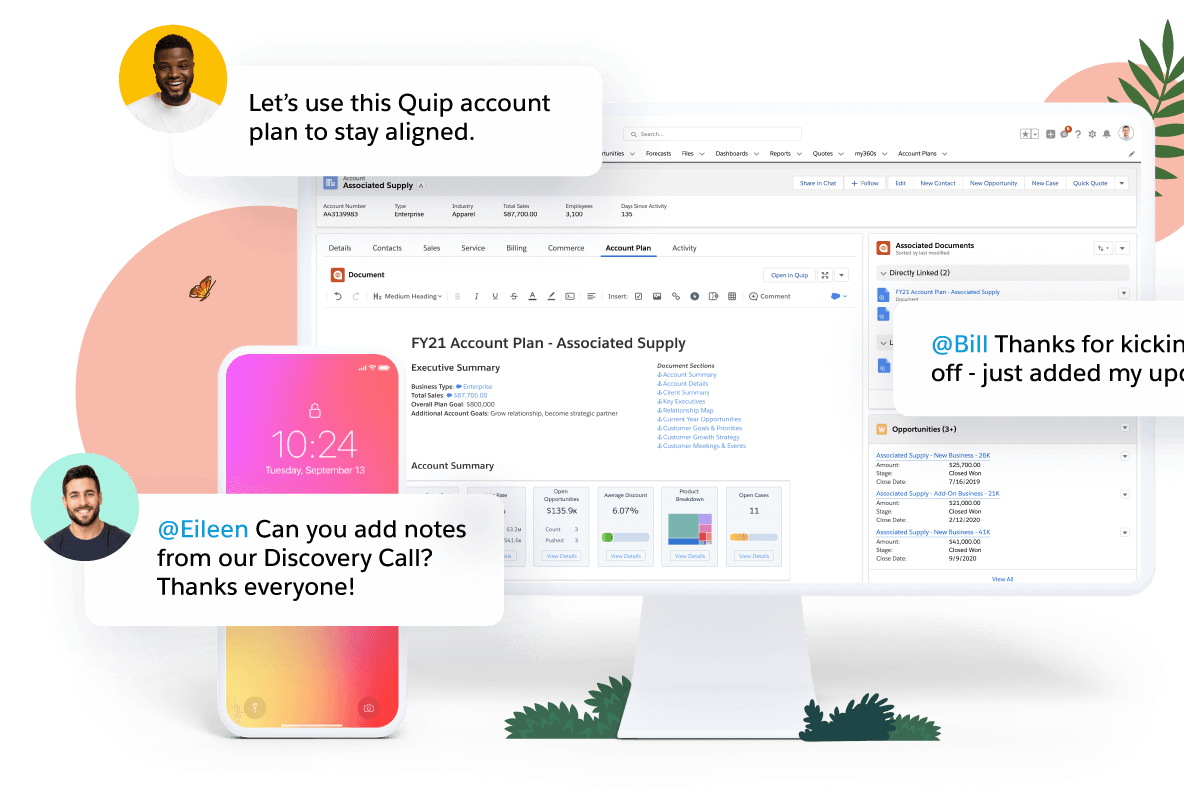 Let's use this Quip account
plan to stay aligned.
Search...
Forecasts Files Dashboards Reports Quotes my360s Account Plans
Account
Associated Supply
Share in Chat + Follow Edit New Contact New Opportunity New Case Quick Quote
Account Number Type Industry Total Sales Employees Days Since Activity
A43139983 Enterprise Apparel $87,700.00 3,100 135
Details Contacts Sales Service Billing Commerce Account Plan Activity
Document Open in Quip
H2 Medium Heading B I U S A Insert: Comment
FY21 Account Plan - Associated Supply
Executive Summary
Business Type: Enterprise
Total Sales: $87,700.00
Overall Plan Goal: $800,000
Additional Account Goals: Grow relationship, become strategic partner
Document Sections
Account Summary
Account Details
Client Summary
Key Executives
Relationship Map
Current Year Opportunities
Customer Goals & Priorities
Customer Growth Strategy
Customer Meetings & Events
Account Summary
Rate
Open
Opportunities
$135.9K
Count 3
Pushed 3
View Details
Average Discount
6.07%
View Details
Product
Breakdown
View Details
Open Cases
11
View Details
Associated Documents
Sorted by last modified
Directly Linked (2)
FY21 Account Plan - Associated Supply
Document
@Bill Thanks for kickin
off - just added my upd
Opportunities (3+)
Associated Supply - New Business - 26K
Amount: $25,700.00
Stage: Closed Won
Close Date: 7/16/2019
Associated Supply - Add-On Business - 21K
Amount: $21,000.00
Stage: Closed Won
Close Date: 2/12/2020
Associated Supply - New Business - 41K
Amount: $41,000.00
Stage: Closed Won
Close Date: 9/9/2020
View All
10:24
Tuesday, September 13
@Eileen Can you add notes
from our Discovery Call?
Thanks everyone!